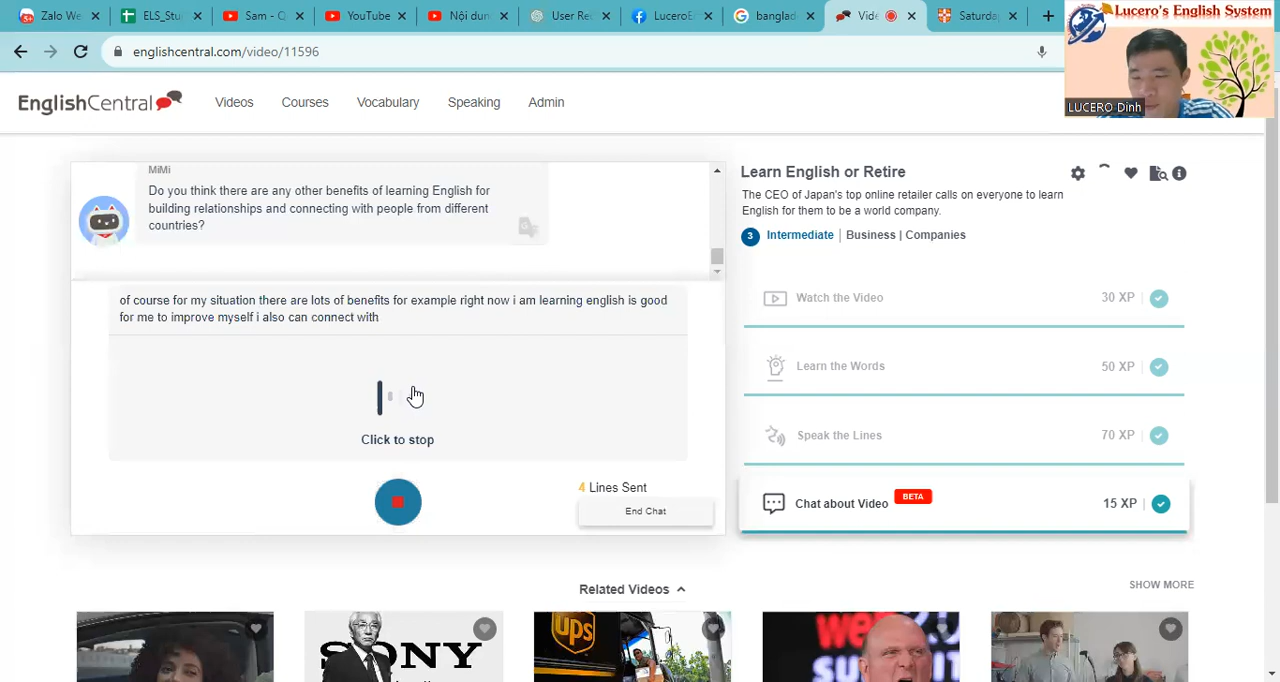 Zalo We
ELS_Stu
Sam - Q
YouTube
Nội dun
User Re
LuceroE
banglad
Vide
Saturda
Lucero's English System
englishcentral.com/video/11596
LUCERO Dinh
EnglishCentral
Videos
Courses
Vocabulary
Speaking
Admin
MiMi
Do you think there are any other benefits of learning English for
building relationships and connecting with people from different
countries?
of course for my situation there are lots of benefits for example right now i am learning english is good
for me to improve myself i also can connect with
Click to stop
4 Lines Sent
End Chat
Learn English or Retire
The CEO of Japan's top online retailer calls on everyone to learn
English for them to be a world company.
3 Intermediate | Business | Companies
Watch the Video 30 XP
Learn the Words 50 XP
Speak the Lines 70 XP
Chat about Video BETA 15 XP
Related Videos
SHOW MORE
SONY
ups